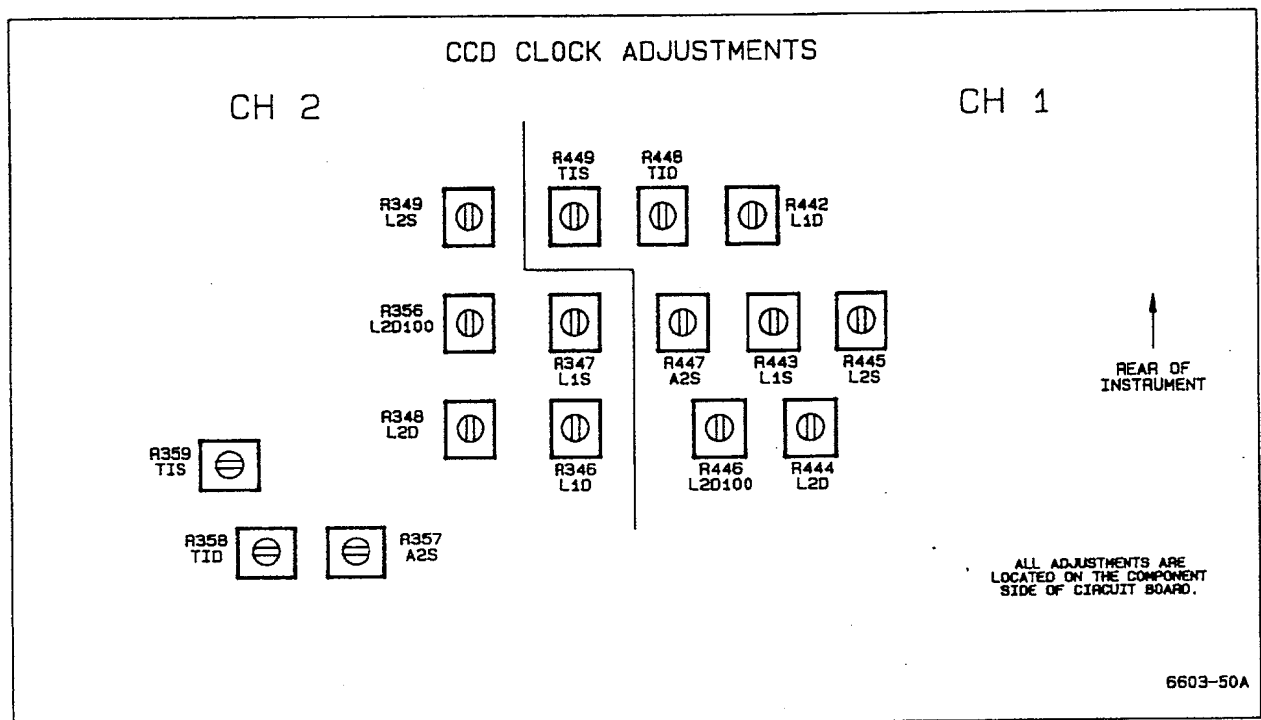 CCD CLOCK ADJUSTMENTS
CH 2
CH 1
R449
TIS
R448
TID
R349
L2S
R442
L1D
R356
L2D100
R347
L1S
R447
A2S
R443
L1S
R445
L2S
REAR OF
INSTRUMENT
R348
L2D
R359
TIS
R346
L1D
R446
L2D100
R444
L2D
R358
TID
R357
A2S
ALL ADJUSTMENTS ARE
LOCATED ON THE COMPONENT
SIDE OF CIRCUIT BOARD.
6603-50A